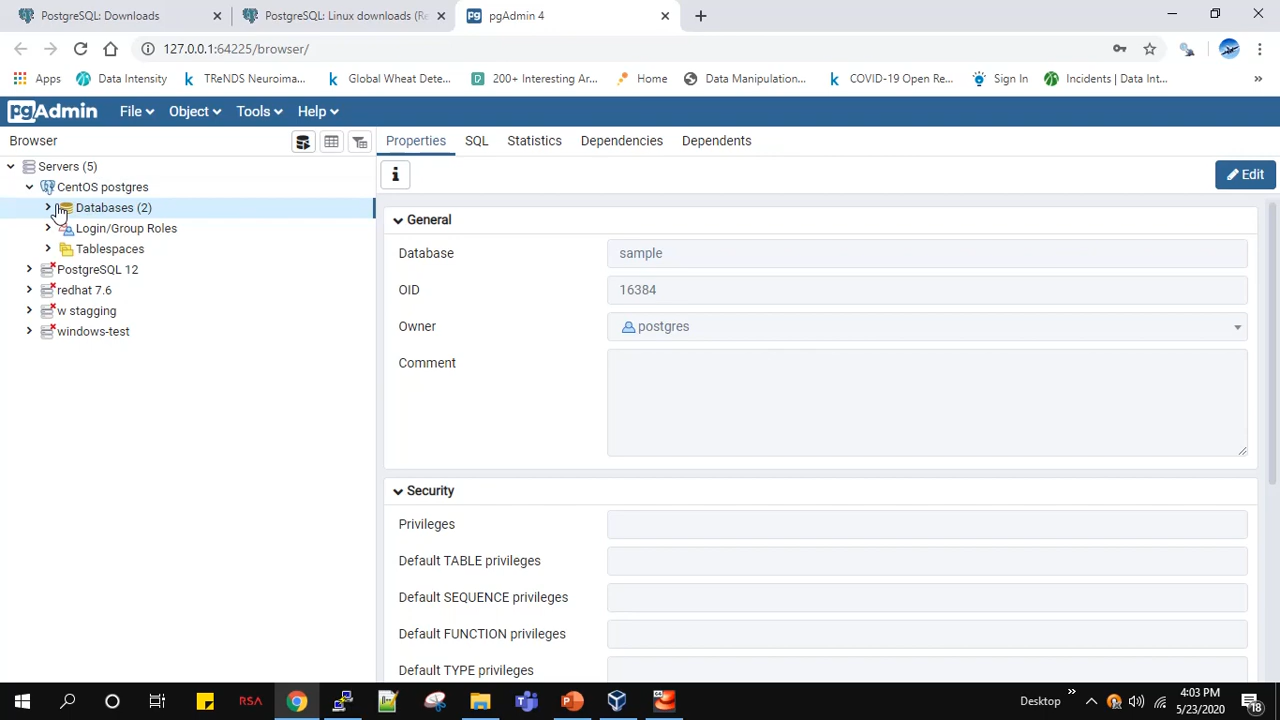 PostgreSQL: Downloads
PostgreSQL: Linux downloads (Re
pgAdmin 4
127.0.0.1:64225/browser/
Apps
Data Intensity
TReNDS Neuroima...
Global Wheat Dete...
200+ Interesting Ar...
Home
Data Manipulation...
COVID-19 Open Re...
Sign In
Incidents | Data Int...
pgAdmin
File
Object
Tools
Help
Browser
Properties
SQL
Statistics
Dependencies
Dependents
Servers (5)
CentOS postgres
Databases (2)
Login/Group Roles
Tablespaces
PostgreSQL 12
redhat 7.6
w stagging
windows-test
Edit
General
Database
sample
OID
16384
Owner
postgres
Comment
Security
Privileges
Default TABLE privileges
Default SEQUENCE privileges
Default FUNCTION privileges
Default TYPE privileges
RSA
Desktop
4:03 PM
5/23/2020
18